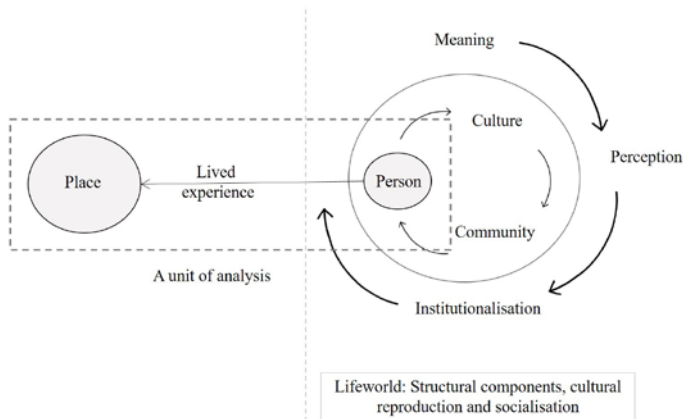 Meaning
Culture
Perception
Place
Lived
experience
Person
Community
A unit of analysis
Institutionalisation
Lifeworld: Structural components, cultural
reproduction and socialisation